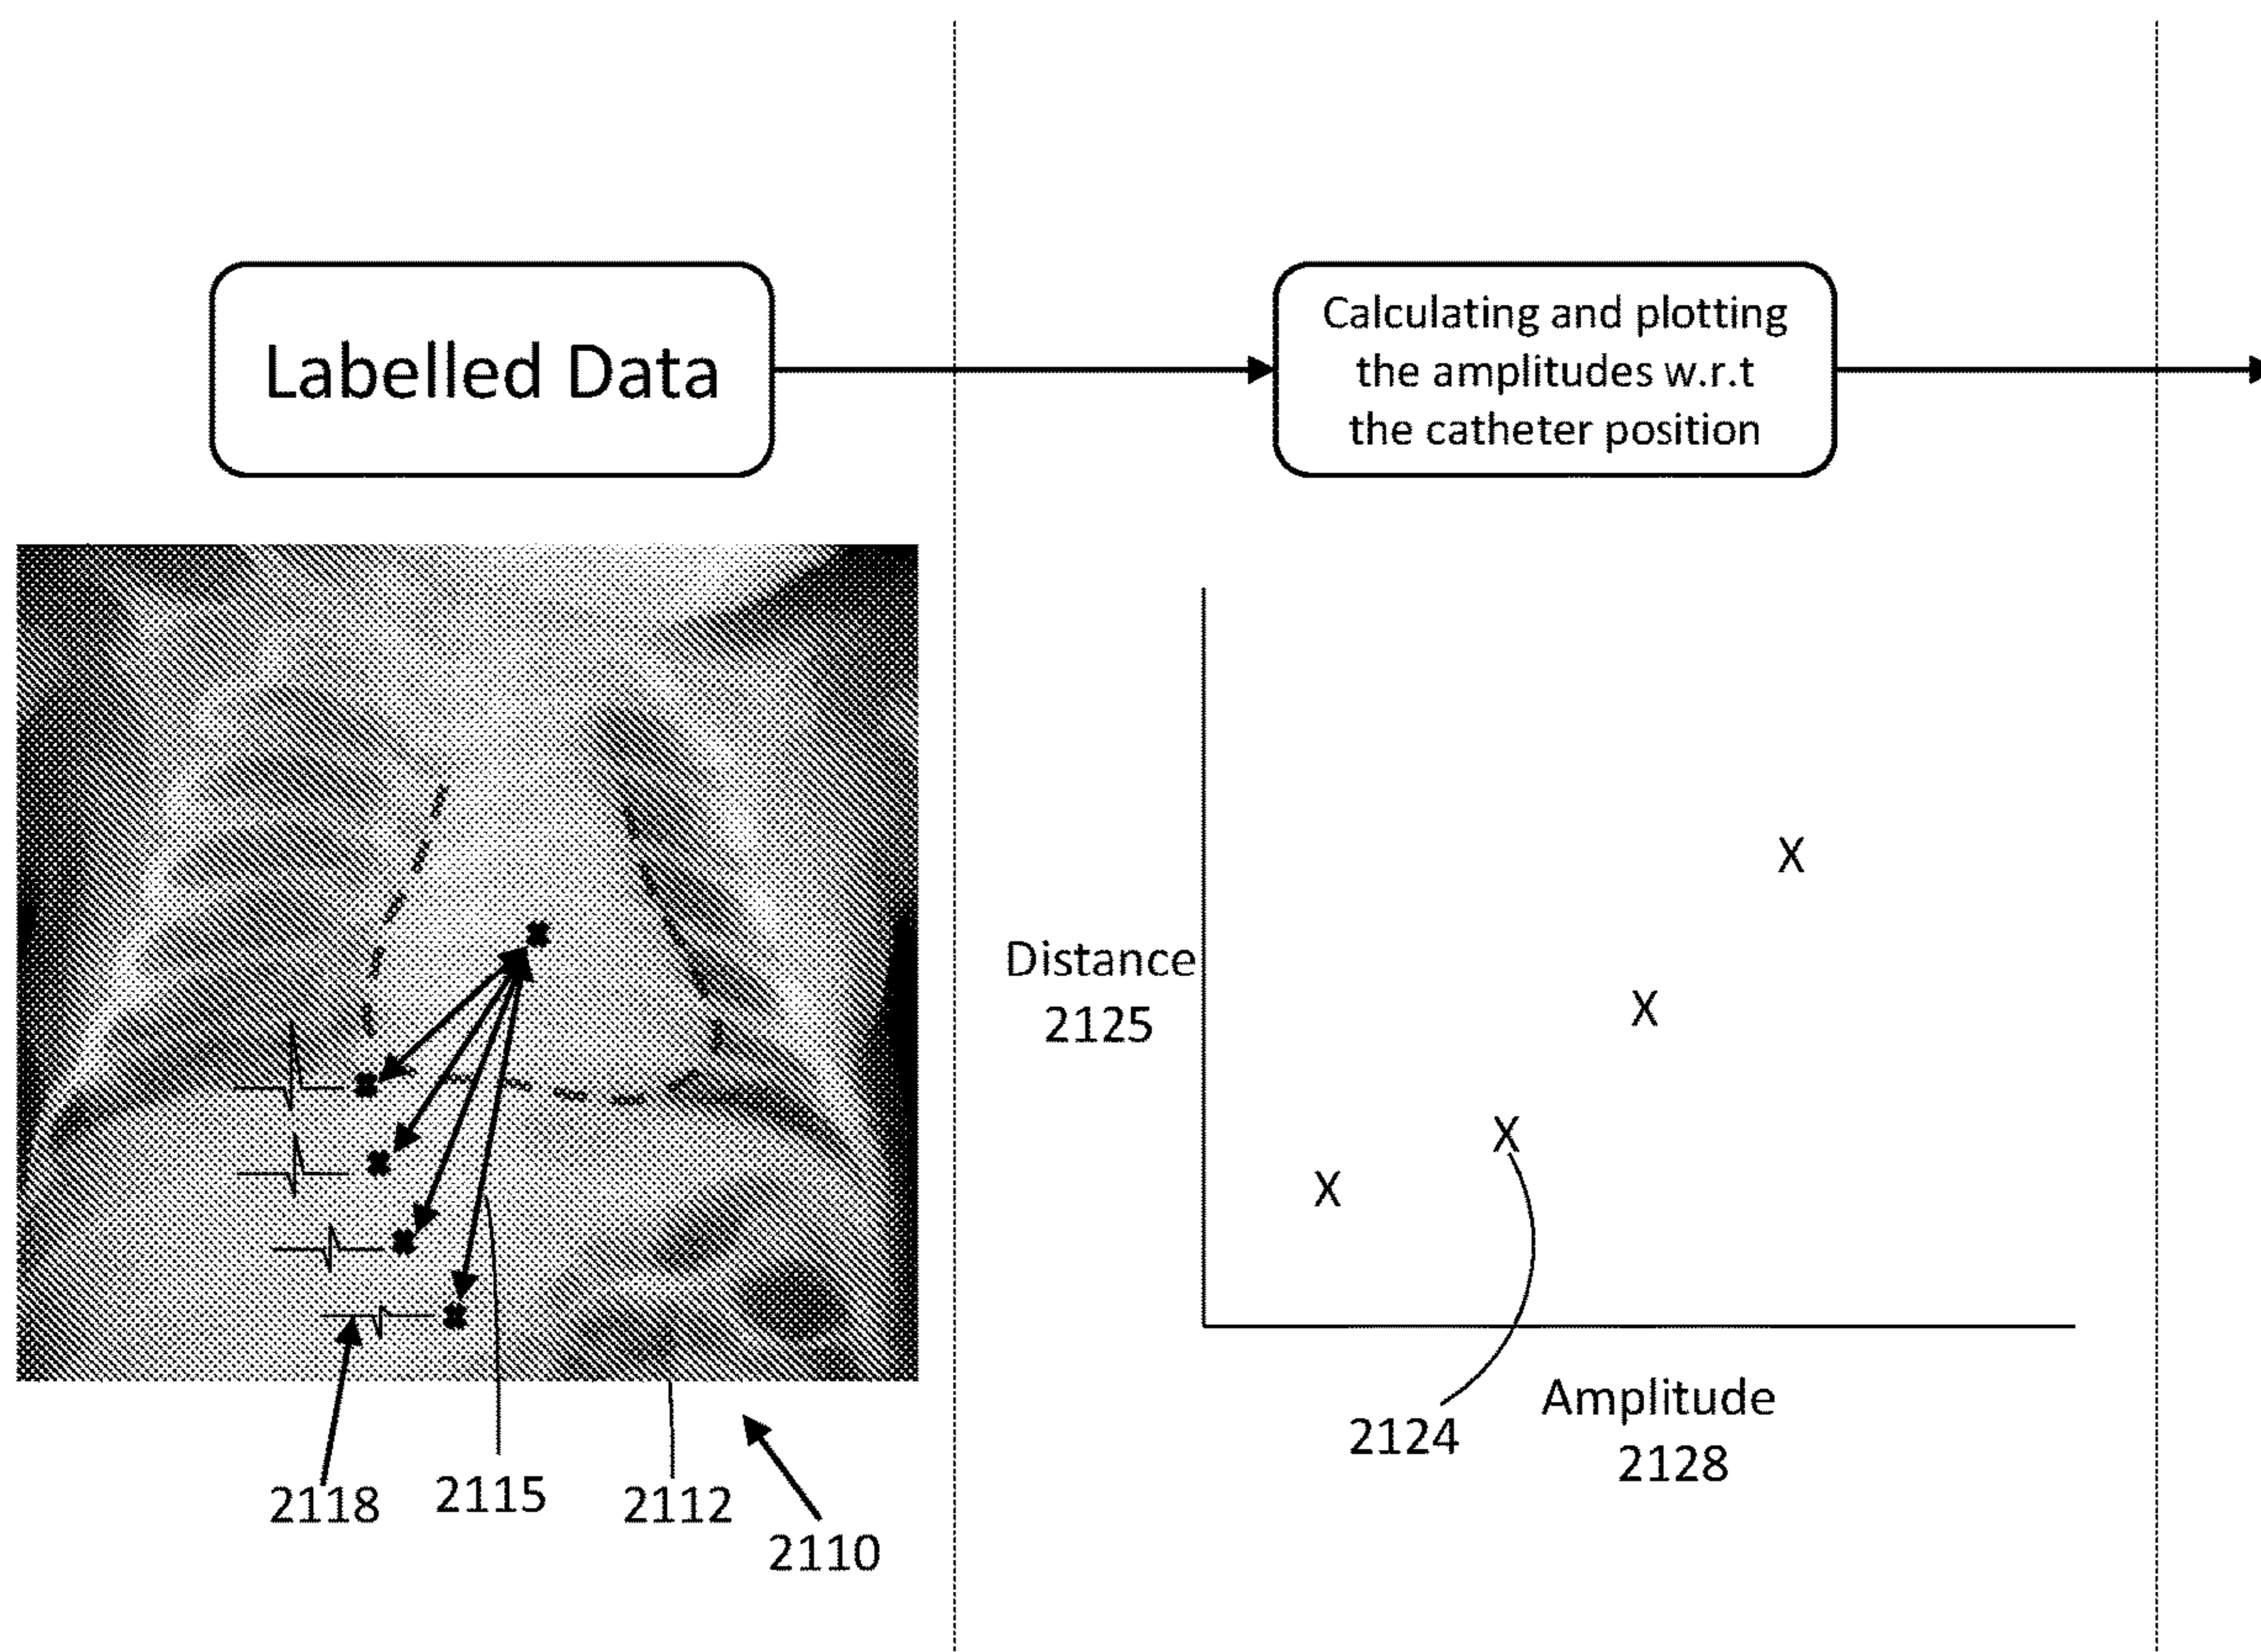 Labelled Data
Calculating and plotting
the amplitudes w.r.t
the catheter position
X
X
X
X
Distance
2125
Amplitude
2128
2124
2118
2115
2112
2110